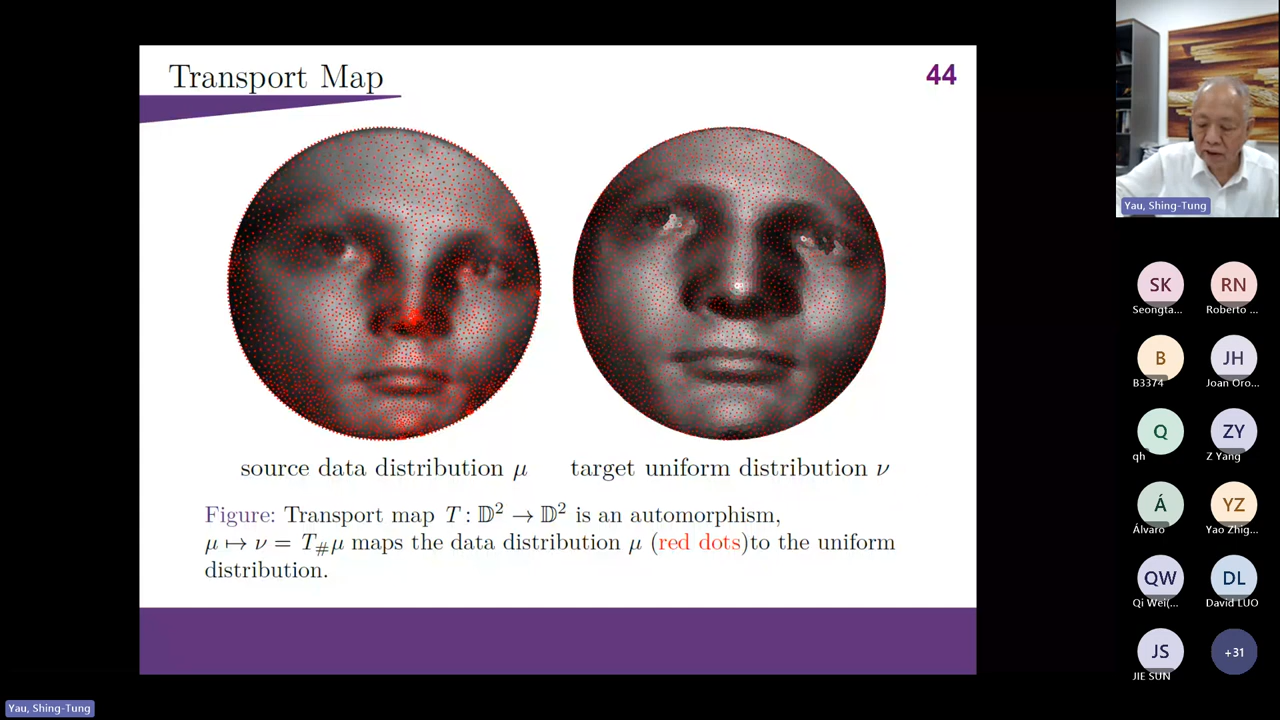 Transport Map
44
source data distribution μ
target uniform distribution ν
Figure: Transport map T : 𝔻² → 𝔻² is an automorphism,
μ ↦ ν = T#μ maps the data distribution μ (red dots)to the uniform
distribution.
Yau, Shing-Tung
SK
Seongta...
RN
Roberto ...
B
B3374
JH
Joan Oro...
Q
qh
ZY
Z Yang
Á
Álvaro
YZ
Yao Zhig...
QW
Qi Wei(...
DL
David LUO
JS
JIE SUN
+31
Yau, Shing-Tung